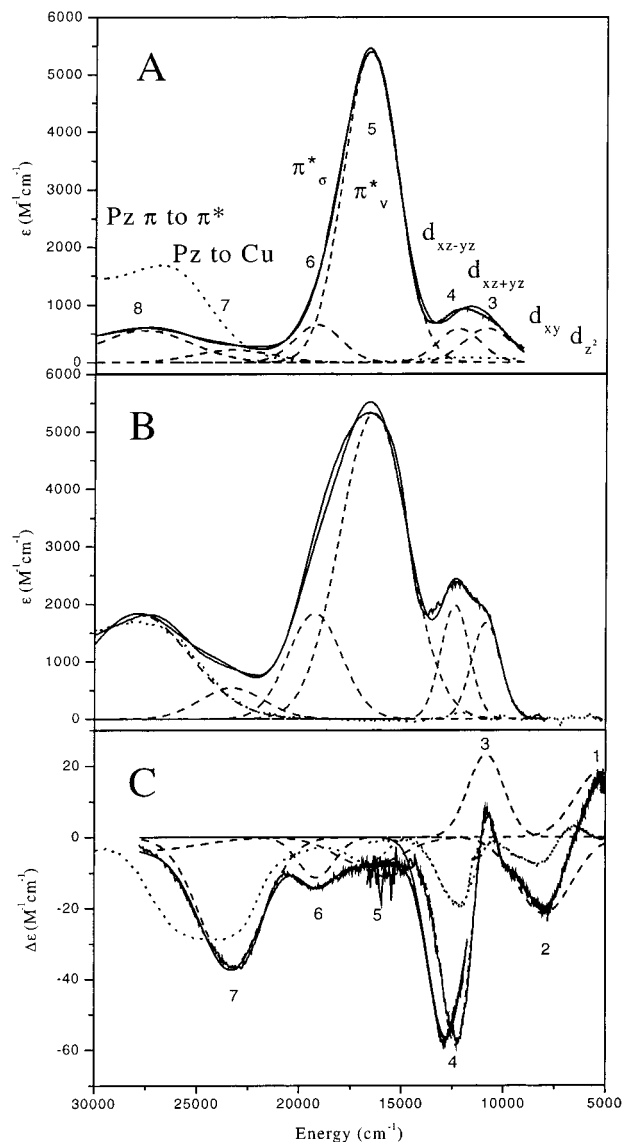 6000
5000
4000
3000
2000
1000
0
ε (M⁻¹cm⁻¹)
A
5
π*σ
π*v
6
Pz π to π*
Pz to Cu
7
8
dxz-yz
dxz+yz
4
3
dxy
dz²
6000
5000
4000
3000
2000
1000
0
ε (M⁻¹cm⁻¹)
B
20
0
-20
-40
-60
Δε (M⁻¹cm⁻¹)
C
3
1
6
5
2
7
4
30000 25000 20000 15000 10000 5000
Energy (cm⁻¹)